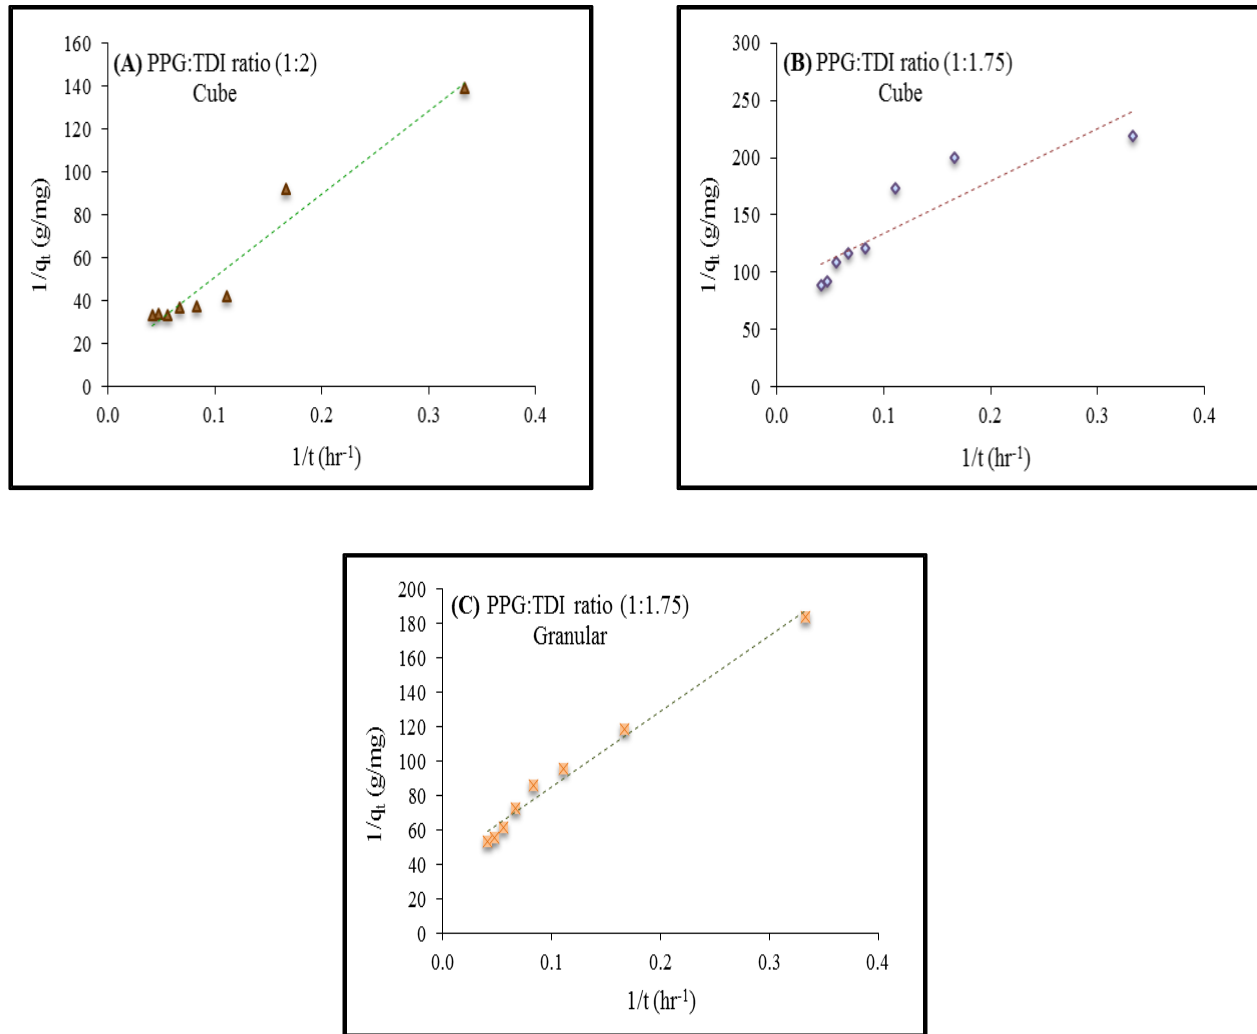 (A) PPG:TDI ratio (1:2)
Cube
160
140
120
100
80
60
40
20
0
0.0 0.1 0.2 0.3 0.4
1/qt (g/mg)
1/t (hr-1)
(B) PPG:TDI ratio (1:1.75)
Cube
300
250
200
150
100
50
0
0.0 0.1 0.2 0.3 0.4
1/qt (g/mg)
1/t (hr-1)
(C) PPG:TDI ratio (1:1.75)
Granular
200
180
160
140
120
100
80
60
40
20
0
0.0 0.1 0.2 0.3 0.4
1/qt (g/mg)
1/t (hr-1)